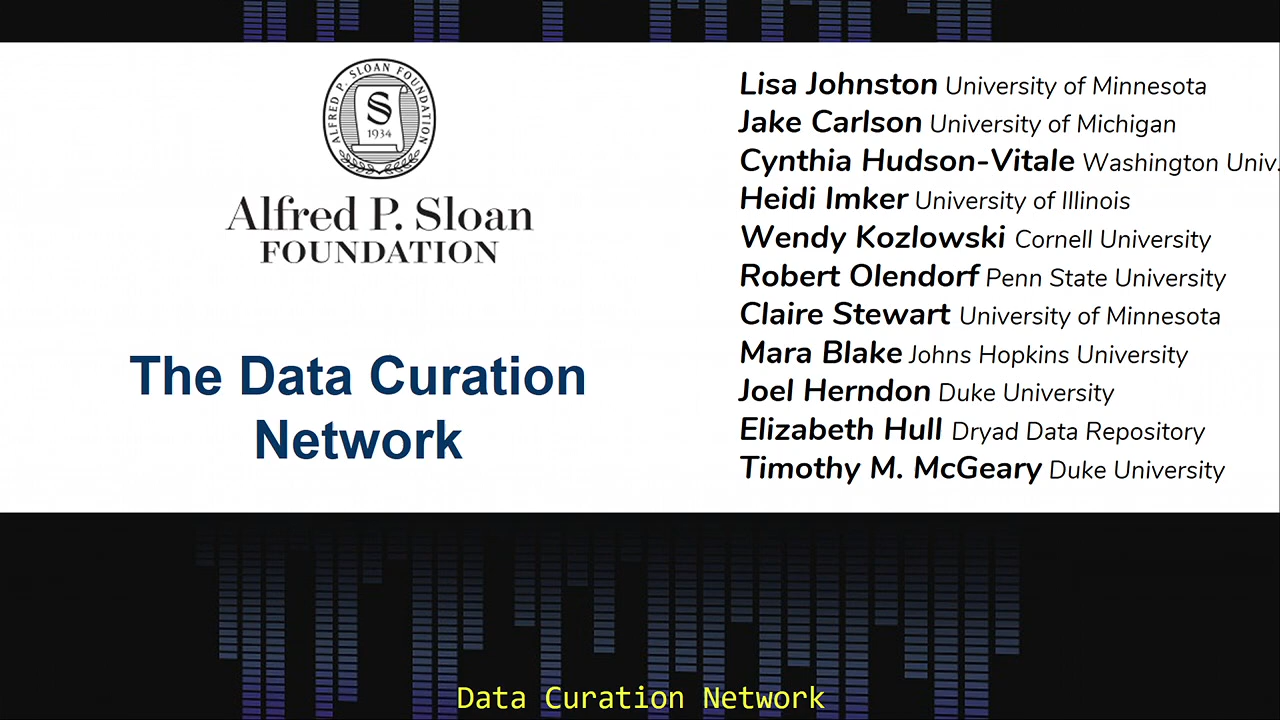 ALFRED P. SLOAN FOUNDATION
S
1934
Alfred P. Sloan
FOUNDATION
The Data Curation
Network
Lisa Johnston University of Minnesota
Jake Carlson University of Michigan
Cynthia Hudson-Vitale Washington Univ.
Heidi Imker University of Illinois
Wendy Kozlowski Cornell University
Robert Olendorf Penn State University
Claire Stewart University of Minnesota
Mara Blake Johns Hopkins University
Joel Herndon Duke University
Elizabeth Hull Dryad Data Repository
Timothy M. McGeary Duke University
Data Curation Network